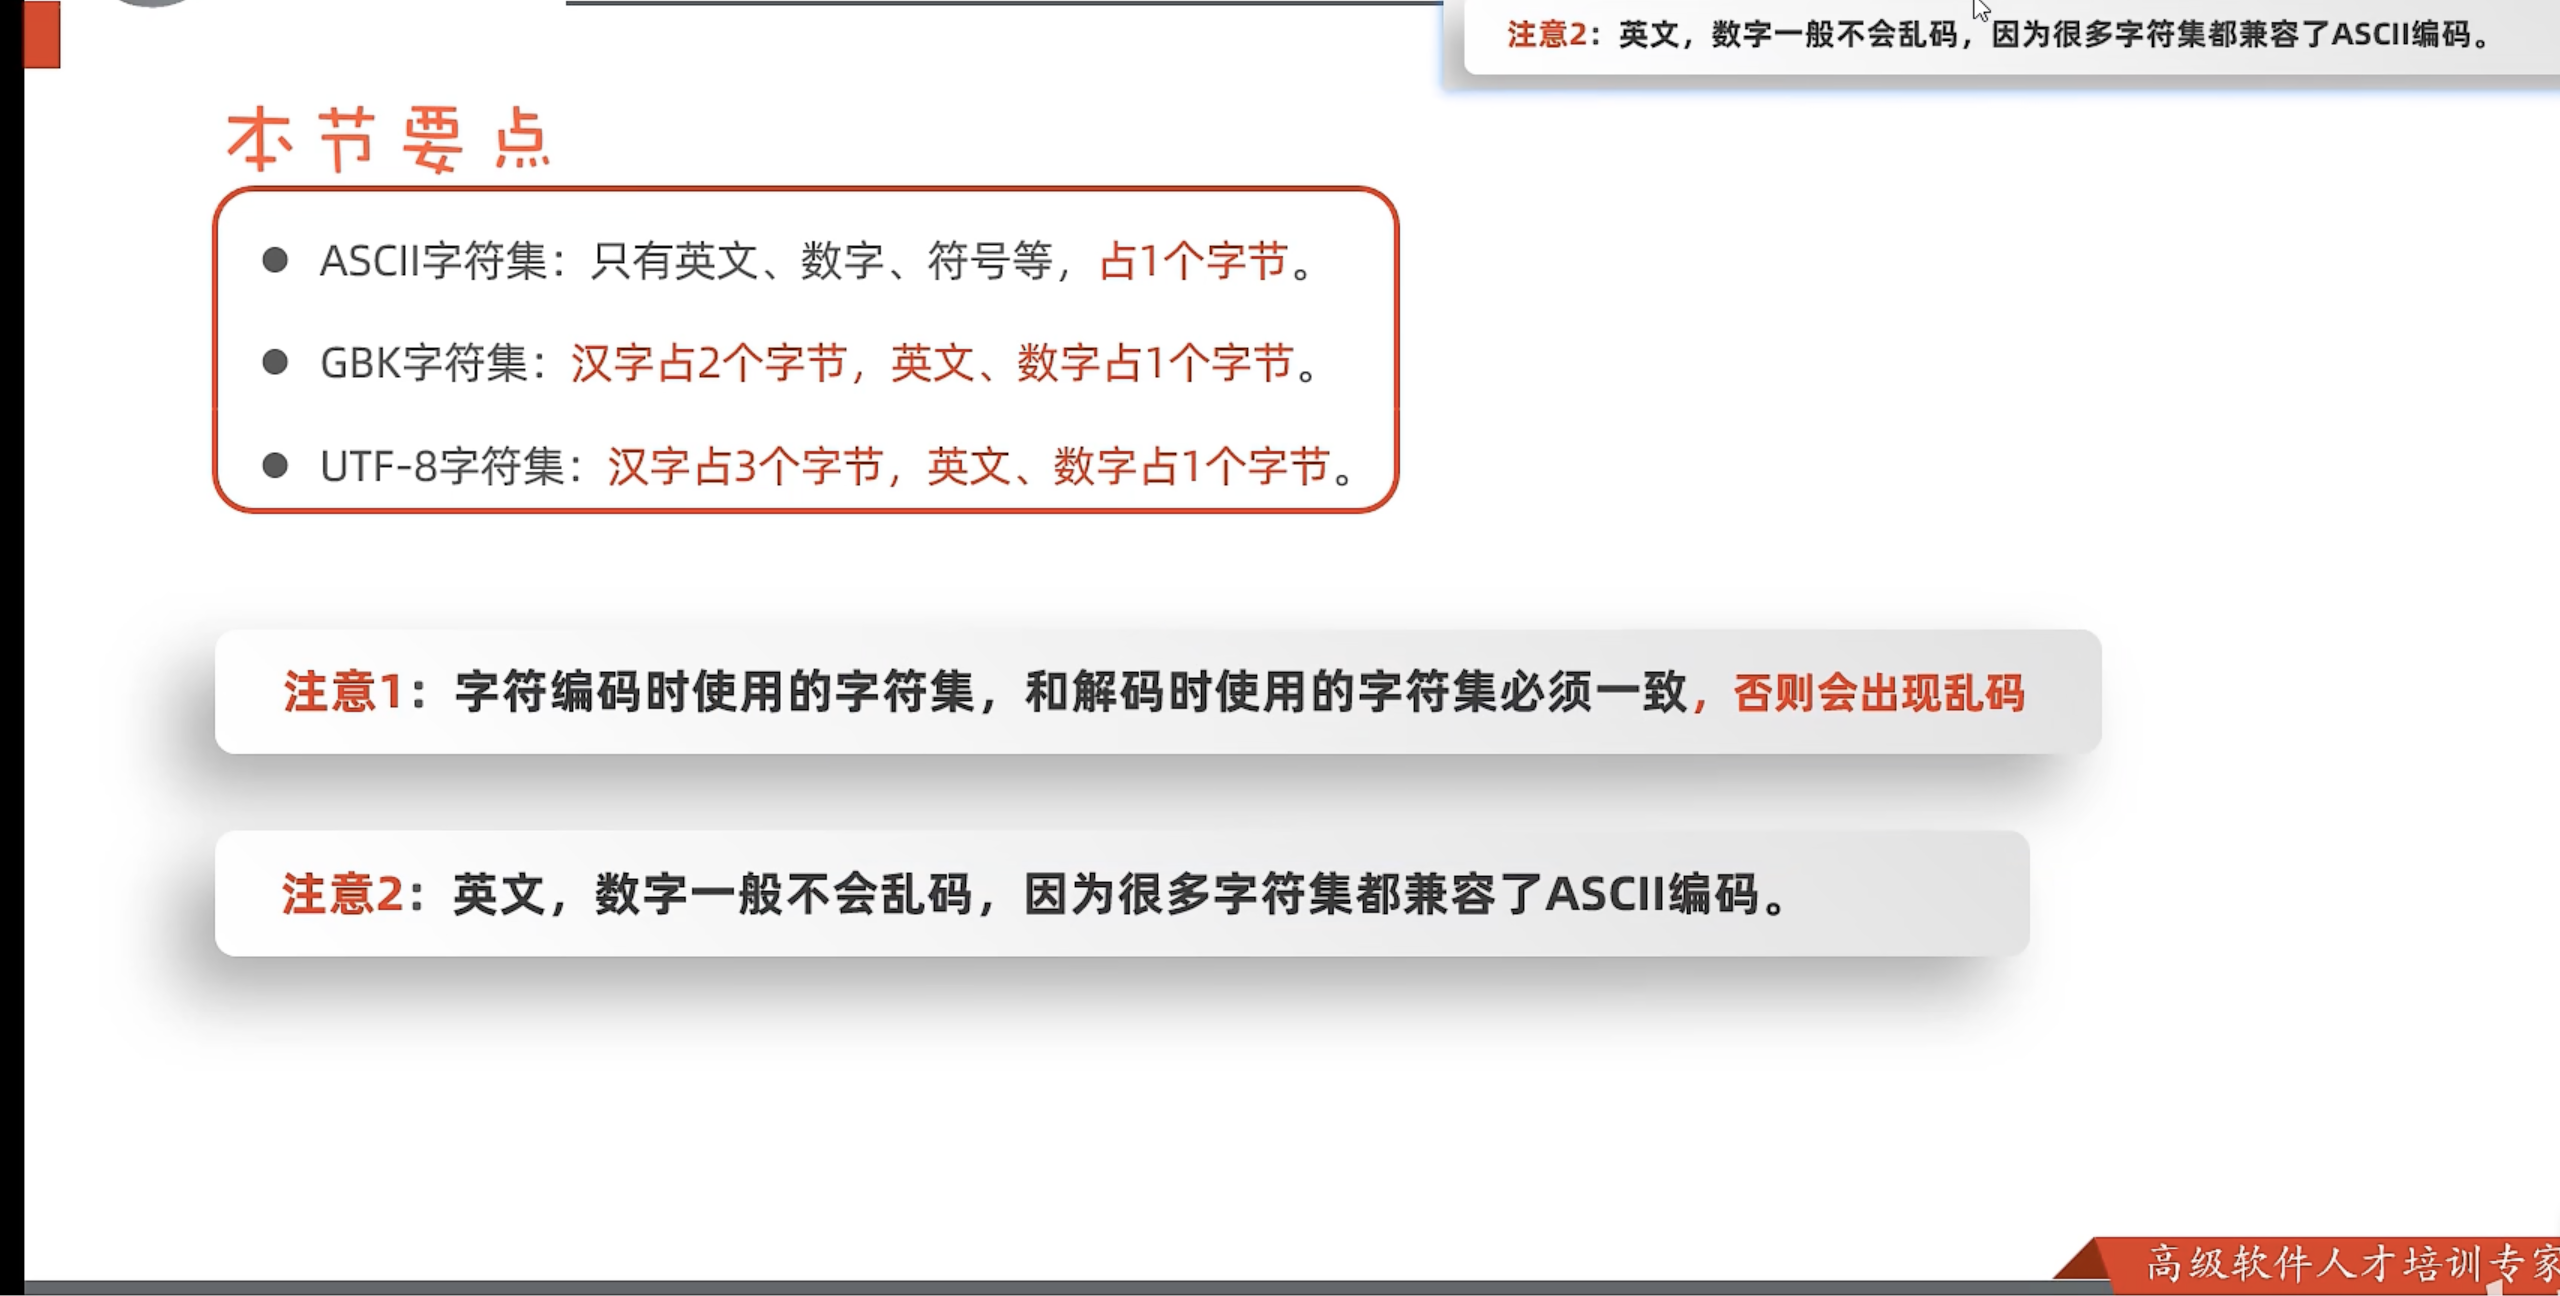 注意2：英文，数字一般不会乱码，因为很多字符集都兼容了ASCII编码。
本节要点
ASCII字符集：只有英文、数字、符号等，占1个字节。
GBK字符集：汉字占2个字节，英文、数字占1个字节。
UTF-8字符集：汉字占3个字节，英文、数字占1个字节。
注意1：字符编码时使用的字符集，和解码时使用的字符集必须一致，否则会出现乱码
注意2：英文，数字一般不会乱码，因为很多字符集都兼容了ASCII编码。
高级软件人才培训专家